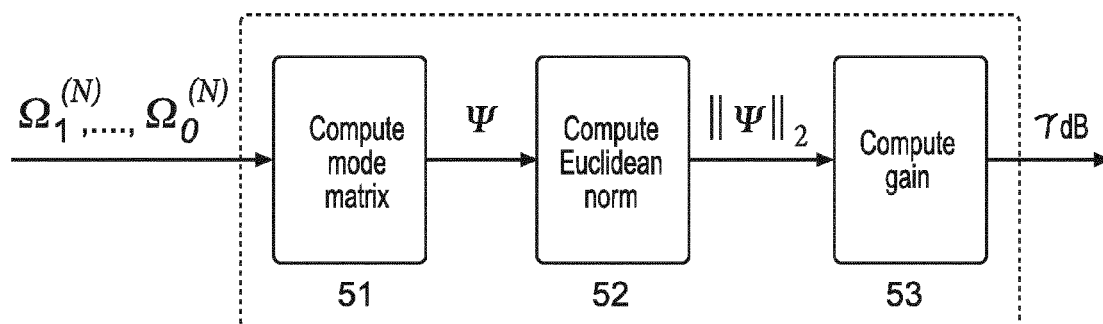 Ω₁⁽ᴺ⁾,...., Ω₀⁽ᴺ⁾
Compute
mode
matrix
Ψ
Compute
Euclidean
norm
‖Ψ‖₂
Compute
gain
γdB
51
52
53